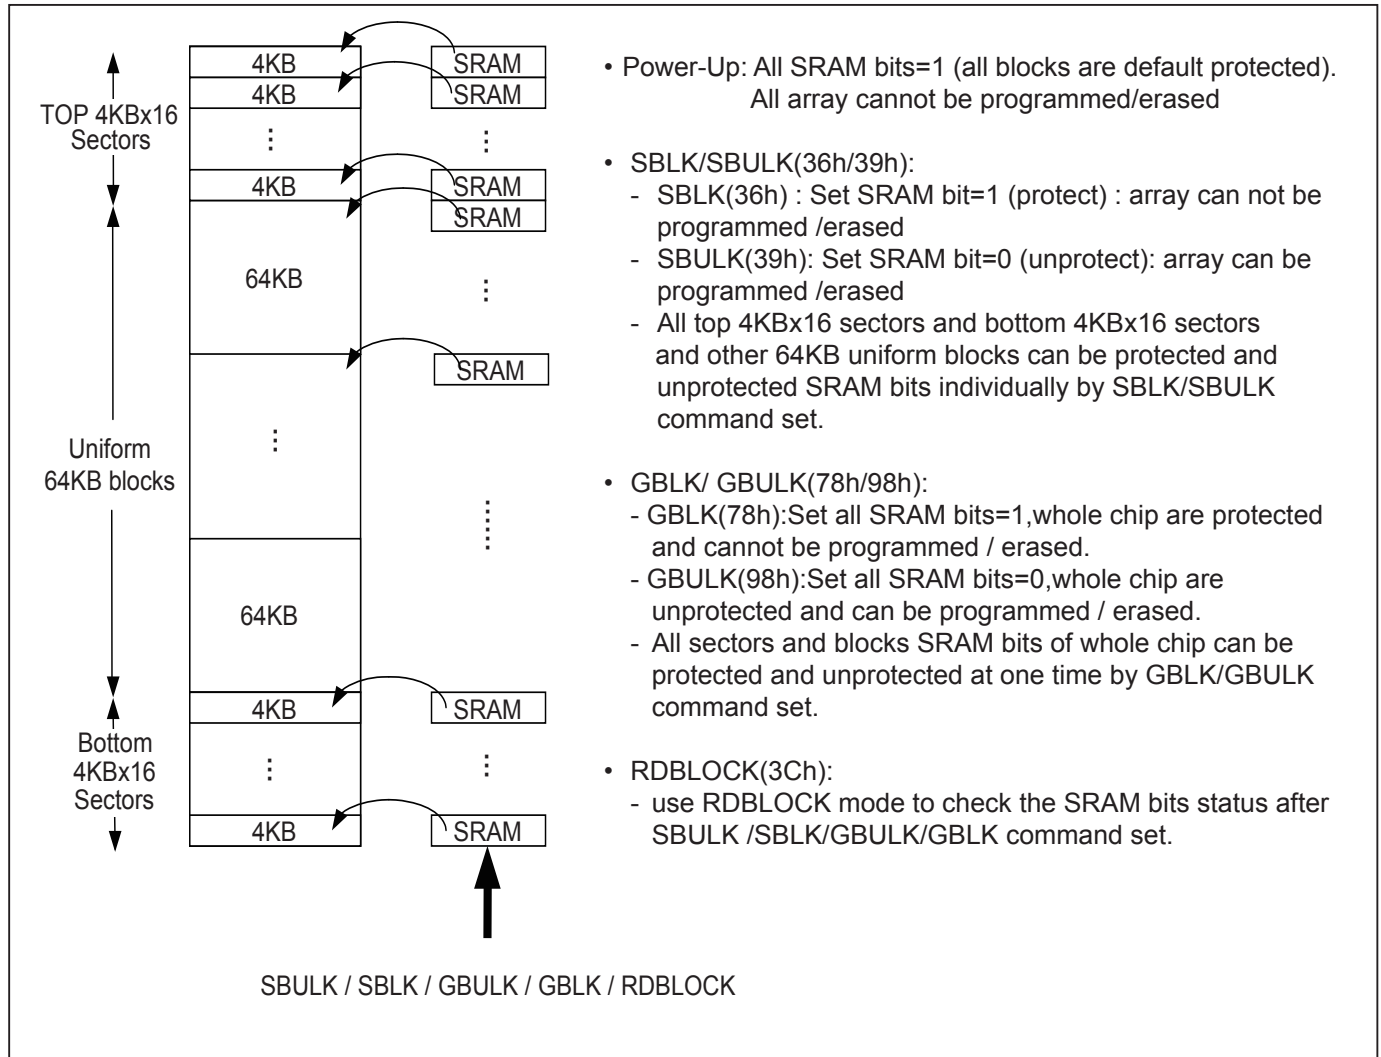 4KB
4KB
⋮
4KB
64KB
⋮
64KB
4KB
⋮
4KB
SRAM
SRAM
⋮
SRAM
SRAM
⋮
SRAM
⋮
SRAM
⋮
SRAM
TOP 4KBx16
Sectors
Uniform
64KB blocks
Bottom
4KBx16
Sectors
SBULK / SBLK / GBULK / GBLK / RDBLOCK
• Power-Up: All SRAM bits=1 (all blocks are default protected).
All array cannot be programmed/erased
• SBLK/SBULK(36h/39h):
- SBLK(36h) : Set SRAM bit=1 (protect) : array can not be
programmed /erased
- SBULK(39h): Set SRAM bit=0 (unprotect): array can be
programmed /erased
- All top 4KBx16 sectors and bottom 4KBx16 sectors
and other 64KB uniform blocks can be protected and
unprotected SRAM bits individually by SBLK/SBULK
command set.
• GBLK/ GBULK(78h/98h):
- GBLK(78h):Set all SRAM bits=1,whole chip are protected
and cannot be programmed / erased.
- GBULK(98h):Set all SRAM bits=0,whole chip are
unprotected and can be programmed / erased.
- All sectors and blocks SRAM bits of whole chip can be
protected and unprotected at one time by GBLK/GBULK
command set.
• RDBLOCK(3Ch):
- use RDBLOCK mode to check the SRAM bits status after
SBULK /SBLK/GBULK/GBLK command set.